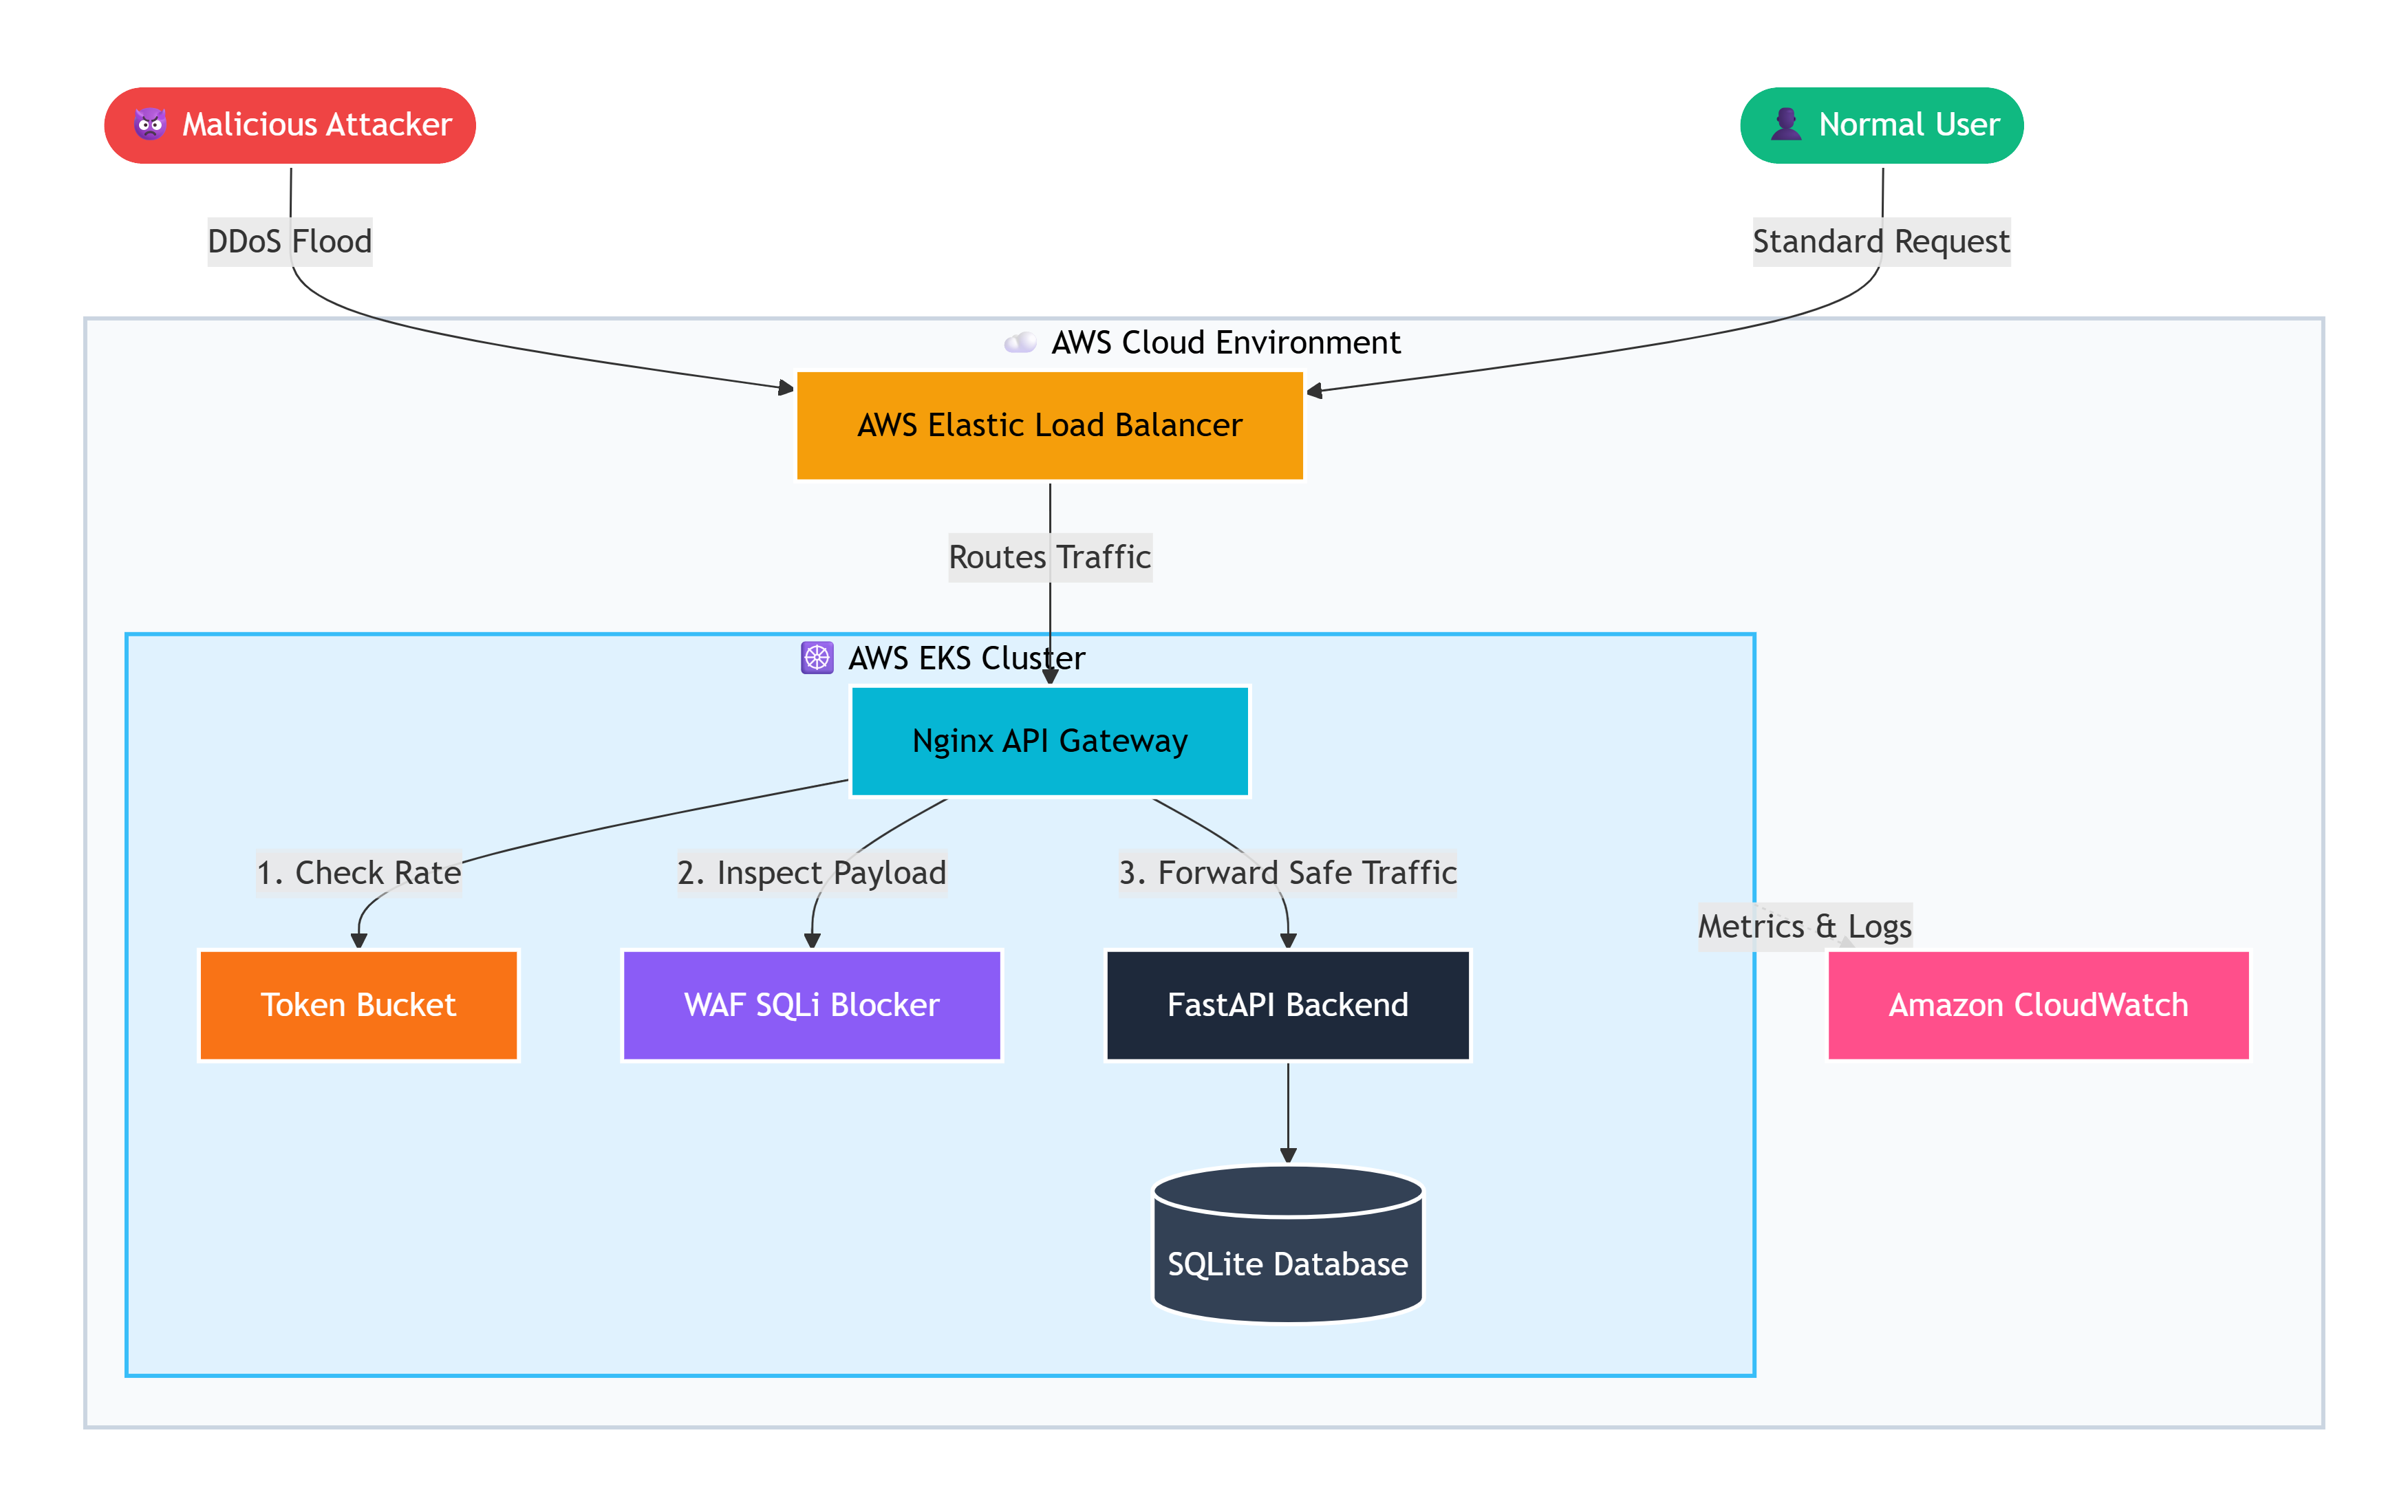 👿 Malicious Attacker
👤 Normal User
DDoS Flood
Standard Request
☁️ AWS Cloud Environment
AWS Elastic Load Balancer
Routes Traffic
☸️ AWS EKS Cluster
Nginx API Gateway
1. Check Rate
2. Inspect Payload
3. Forward Safe Traffic
Metrics & Logs
Token Bucket
WAF SQLi Blocker
FastAPI Backend
Amazon CloudWatch
SQLite Database